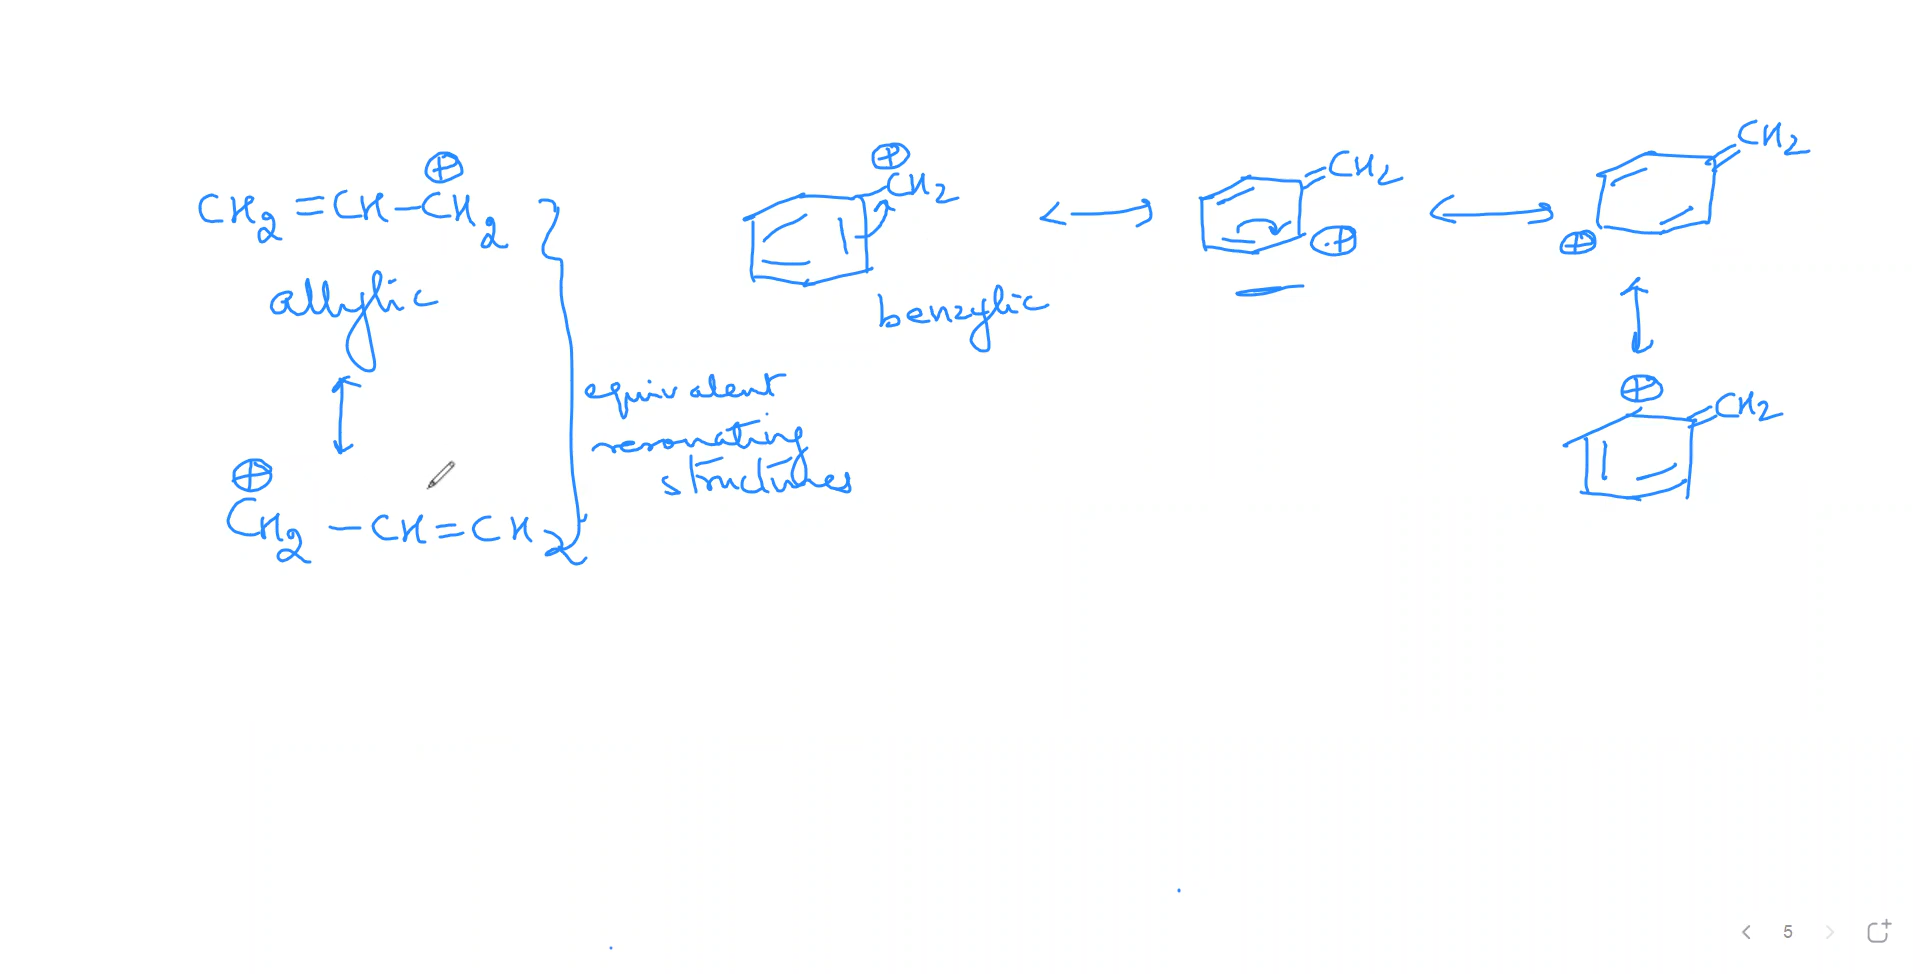 CH2 = CH - CH2 ⊕
allylic
⊕ CH2 - CH = CH2
equivalent
resonating
structures
⊕ CH2
benzylic
CH2
⊕
CH2
⊕
⊕
CH2
5